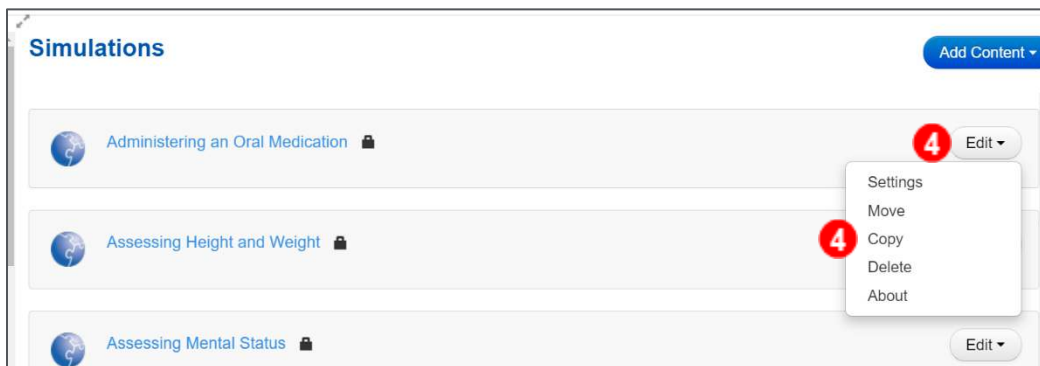 Simulations
Add Content
Administering an Oral Medication
4 Edit
Settings
Move
Assessing Height and Weight
4 Copy
Delete
About
Assessing Mental Status
Edit